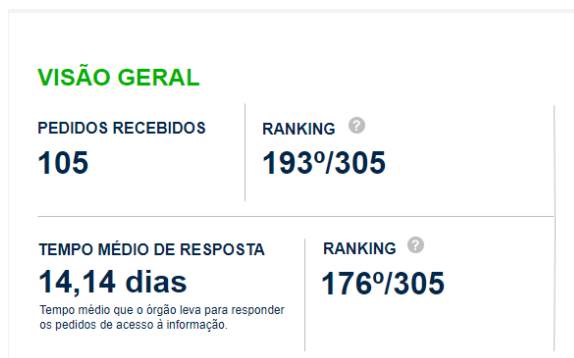 VISÃO GERAL
PEDIDOS RECEBIDOS
105
RANKING ?
193º/305
TEMPO MÉDIO DE RESPOSTA
14,14 dias
Tempo médio que o órgão leva para responder
os pedidos de acesso à informação.
RANKING ?
176º/305